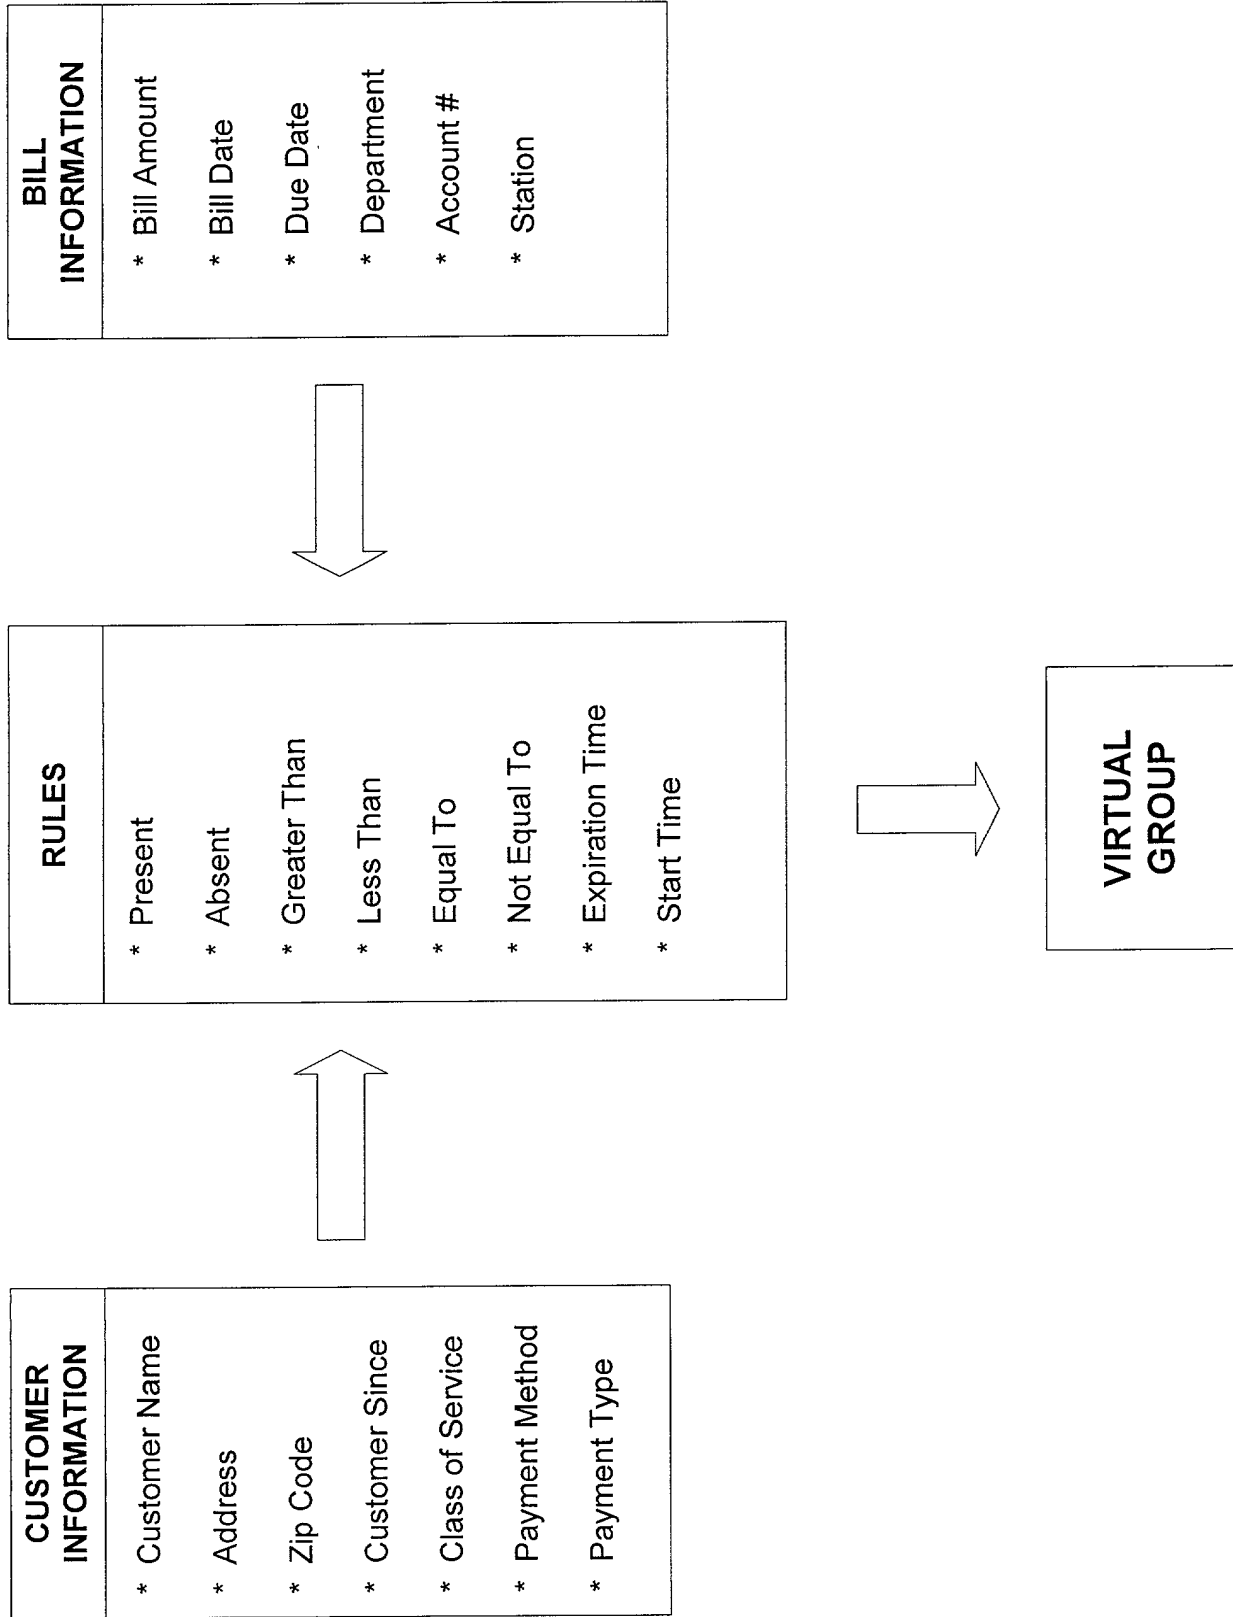 CUSTOMER
INFORMATION
* Customer Name
* Address
* Zip Code
* Customer Since
* Class of Service
* Payment Method
* Payment Type
RULES
* Present
* Absent
* Greater Than
* Less Than
* Equal To
* Not Equal To
* Expiration Time
* Start Time
BILL
INFORMATION
* Bill Amount
* Bill Date
* Due Date
* Department
* Account #
* Station
VIRTUAL
GROUP